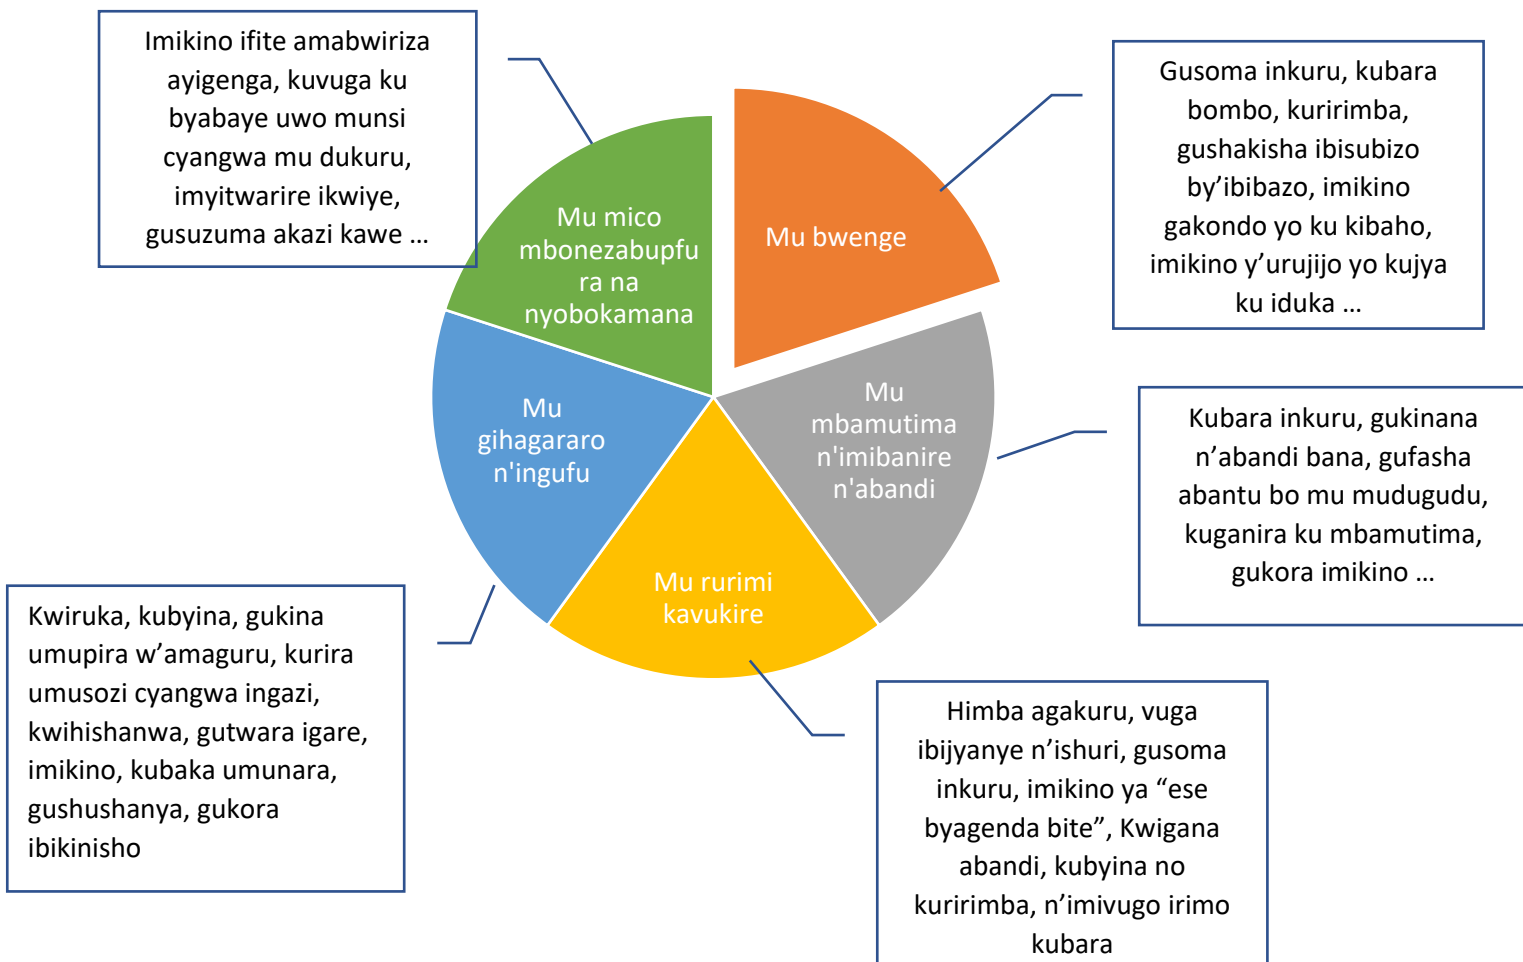 Imikino ifite amabwiriza
ayigenga, kuvuga ku
byabaye uwo munsi
cyangwa mu dukuru,
imyitwarire ikwiye,
gusuzuma akazi kawe ...
Gusoma inkuru, kubara
bombo, kuririmba,
gushakisha ibisubizo
by’ibibazo, imikino
gakondo yo ku kibaho,
imikino y’urujijo yo kujya
ku iduka ...
Mu mico
mbonezabupfu
ra na
nyobokamana
Mu bwenge
Mu
gihagararo
n'ingufu
Mu
mbamutima
n'imibanire
n'abandi
Mu rurimi
kavukire
Kubara inkuru, gukinana
n’abandi bana, gufasha
abantu bo mu mudugudu,
kuganira ku mbamutima,
gukora imikino ...
Kwiruka, kubyina, gukina
umupira w’amaguru, kurira
umusozi cyangwa ingazi,
kwihishanwa, gutwara igare,
imikino, kubaka umunara,
gushushanya, gukora
ibikinisho
Himba agakuru, vuga
ibijyanye n’ishuri, gusoma
inkuru, imikino ya “ese
byagenda bite”, Kwigana
abandi, kubyina no
kuririmba, n’imivugo irimo
kubara